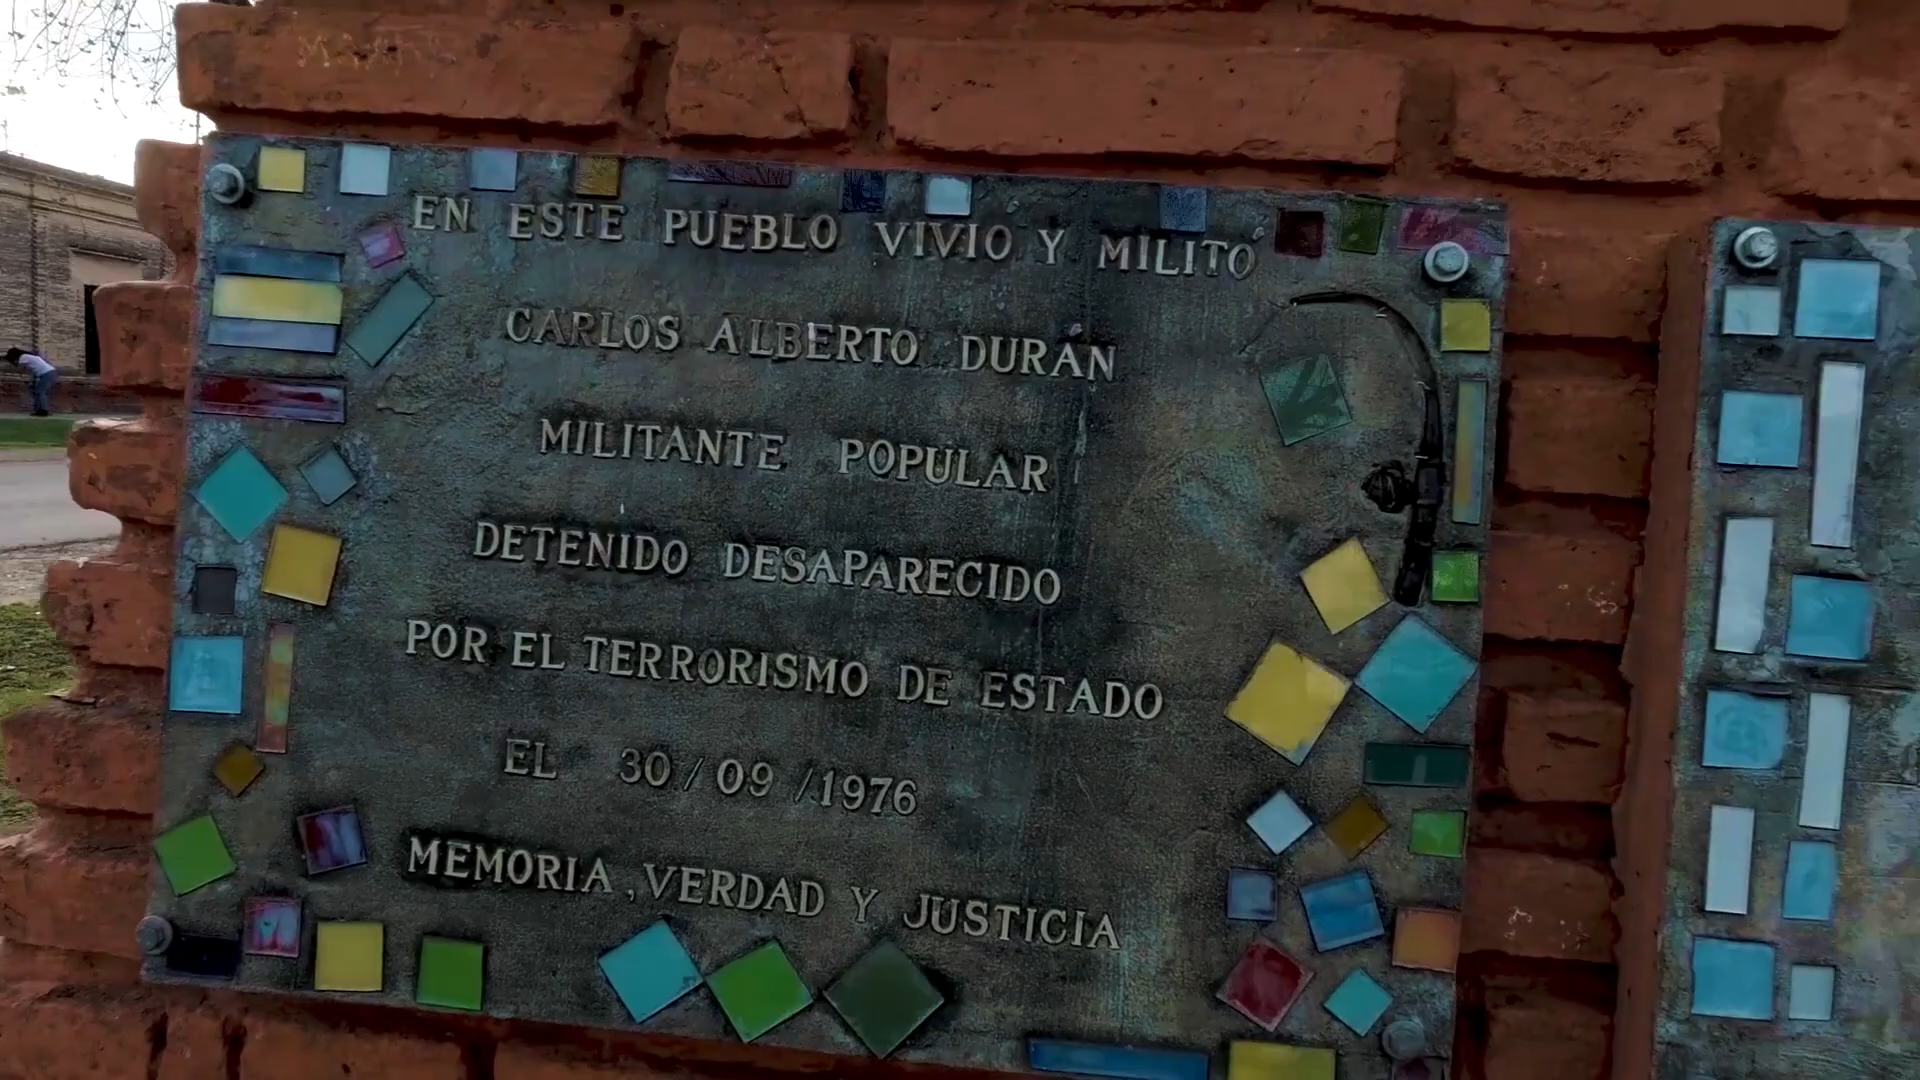 EN ESTE PUEBLO VIVIO Y MILITÓ
CARLOS ALBERTO DURÁN
MILITANTE POPULAR
DETENIDO DESAPARECIDO
POR EL TERRORISMO DE ESTADO
EL 30/09/1976
MEMORIA, VERDAD Y JUSTICIA